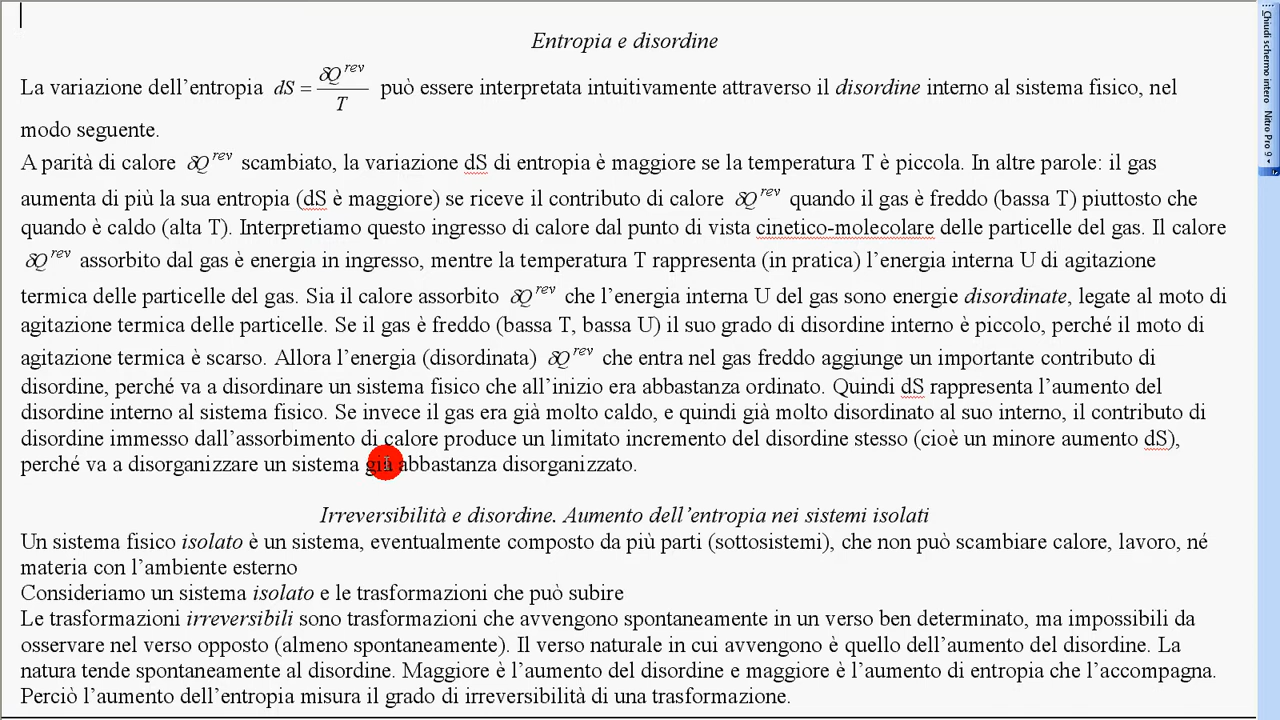 Entropia e disordine
La variazione dell’entropia dS = δQ^rev / T può essere interpretata intuitivamente attraverso il disordine interno al sistema fisico, nel
modo seguente.
A parità di calore δQ^rev scambiato, la variazione dS di entropia è maggiore se la temperatura T è piccola. In altre parole: il gas
aumenta di più la sua entropia (dS è maggiore) se riceve il contributo di calore δQ^rev quando il gas è freddo (bassa T) piuttosto che
quando è caldo (alta T). Interpretiamo questo ingresso di calore dal punto di vista cinetico-molecolare delle particelle del gas. Il calore
δQ^rev assorbito dal gas è energia in ingresso, mentre la temperatura T rappresenta (in pratica) l’energia interna U di agitazione
termica delle particelle del gas. Sia il calore assorbito δQ^rev che l’energia interna U del gas sono energie disordinate, legate al moto di
agitazione termica delle particelle. Se il gas è freddo (bassa T, bassa U) il suo grado di disordine interno è piccolo, perché il moto di
agitazione termica è scarso. Allora l’energia (disordinata) δQ^rev che entra nel gas freddo aggiunge un importante contributo di
disordine, perché va a disordinare un sistema fisico che all’inizio era abbastanza ordinato. Quindi dS rappresenta l’aumento del
disordine interno al sistema fisico. Se invece il gas era già molto caldo, e quindi già molto disordinato al suo interno, il contributo di
disordine immesso dall’assorbimento di calore produce un limitato incremento del disordine stesso (cioè un minore aumento dS),
perché va a disorganizzare un sistema già abbastanza disorganizzato.
Irreversibilità e disordine. Aumento dell’entropia nei sistemi isolati
Un sistema fisico isolato è un sistema, eventualmente composto da più parti (sottosistemi), che non può scambiare calore, lavoro, né
materia con l’ambiente esterno
Consideriamo un sistema isolato e le trasformazioni che può subire
Le trasformazioni irreversibili sono trasformazioni che avvengono spontaneamente in un verso ben determinato, ma impossibili da
osservare nel verso opposto (almeno spontaneamente). Il verso naturale in cui avvengono è quello dell’aumento del disordine. La
natura tende spontaneamente al disordine. Maggiore è l’aumento del disordine e maggiore è l’aumento di entropia che l’accompagna.
Perciò l’aumento dell’entropia misura il grado di irreversibilità di una trasformazione.
Chiudi schermo intero Nitro Pro 9